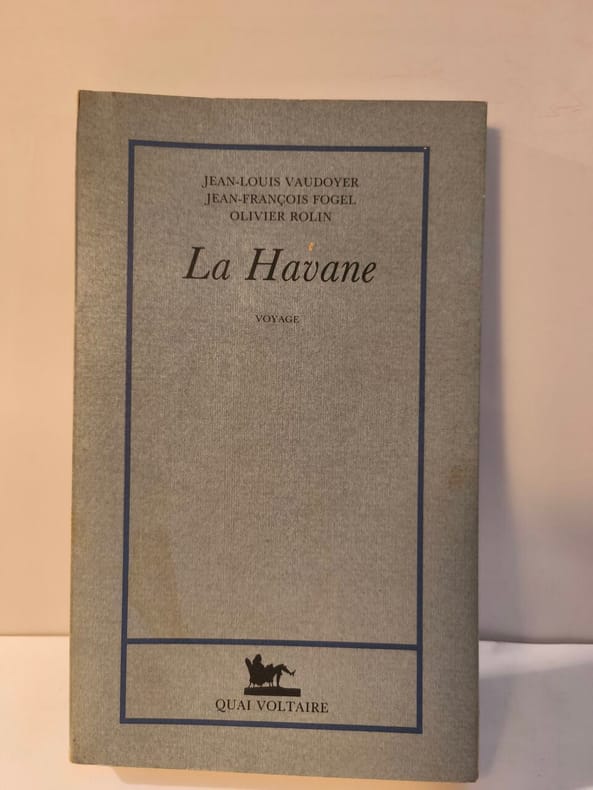 JEAN-LOUIS VAUDOYER
JEAN-FRANÇOIS FOGEL
OLIVIER ROLIN
La Havane
VOYAGE
QUAI VOLTAIRE